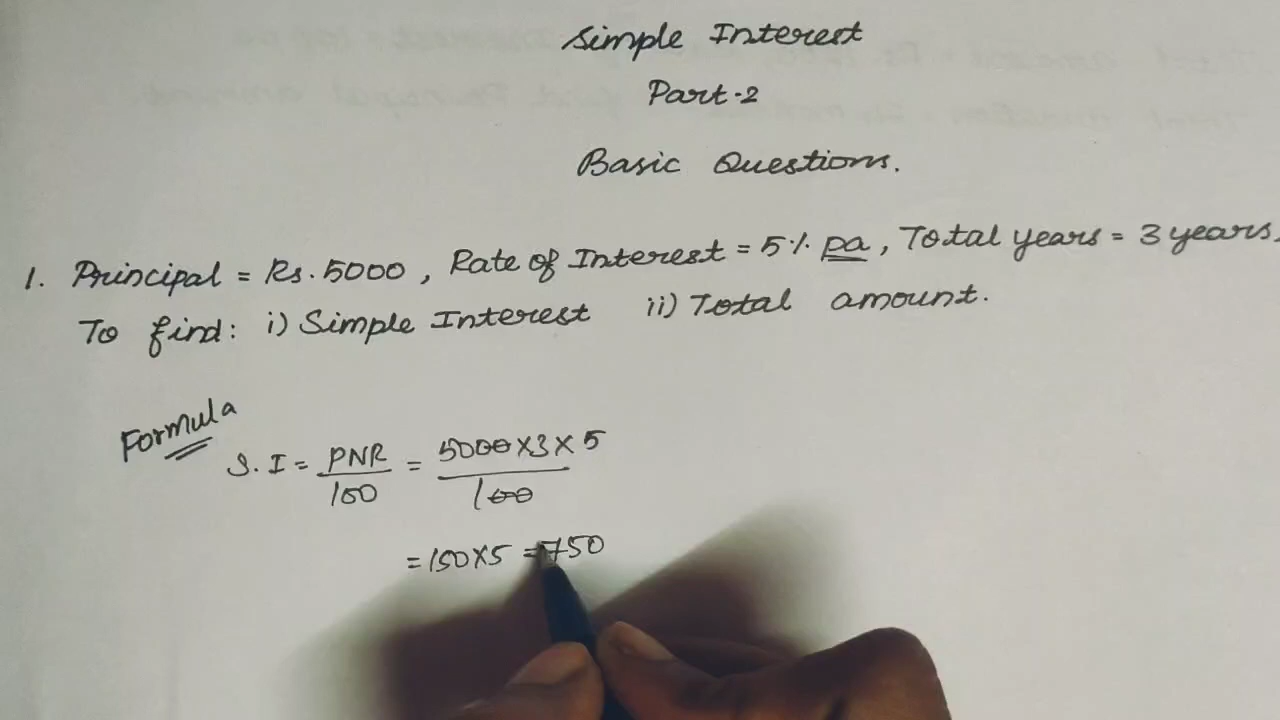 Simple Interest
Part-2
Basic Questions.
1. Principal = Rs. 5000, Rate of Interest = 5% pa, Total years = 3 years.
To find: i) Simple Interest ii) Total amount.
Formula
S.I = PNR/100 = 5000×3×5/100
= 150×5 = 750